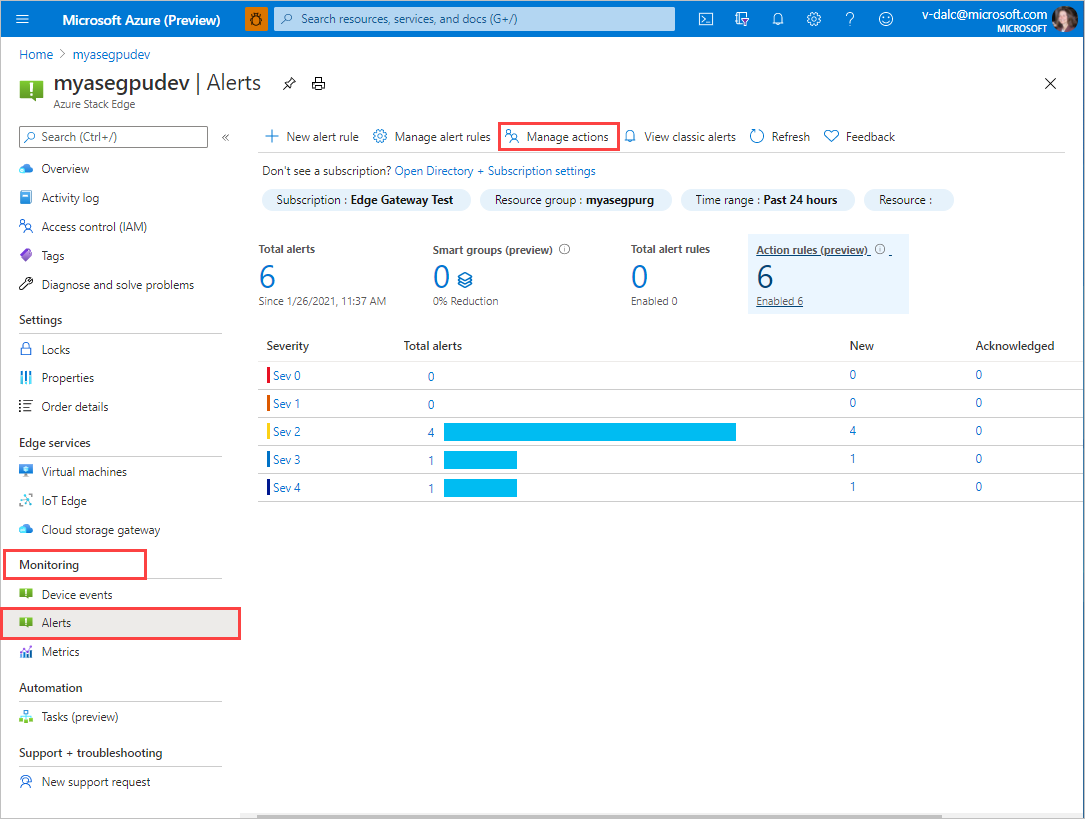 Microsoft Azure (Preview)
Search resources, services, and docs (G+/)
v-dalc@microsoft.com
MICROSOFT
Home > myasegpudev
myasegpudev | Alerts
Azure Stack Edge
Search (Ctrl+/)
«
Overview
Activity log
Access control (IAM)
Tags
Diagnose and solve problems
Settings
Locks
Properties
Order details
Edge services
Virtual machines
IoT Edge
Cloud storage gateway
Monitoring
Device events
Alerts
Metrics
Automation
Tasks (preview)
Support + troubleshooting
New support request
New alert rule Manage alert rules Manage actions View classic alerts Refresh Feedback
Don't see a subscription? Open Directory + Subscription settings
Subscription : Edge Gateway Test Resource group : myasegpurg Time range : Past 24 hours Resource :
Total alerts Smart groups (preview) Total alert rules Action rules (preview)
6 0 0 6
Since 1/26/2021, 11:37 AM 0% Reduction Enabled 0 Enabled 6
Severity Total alerts New Acknowledged
Sev 0 0 0 0
Sev 1 0 0 0
Sev 2 4 4 0
Sev 3 1 1 0
Sev 4 1 1 0